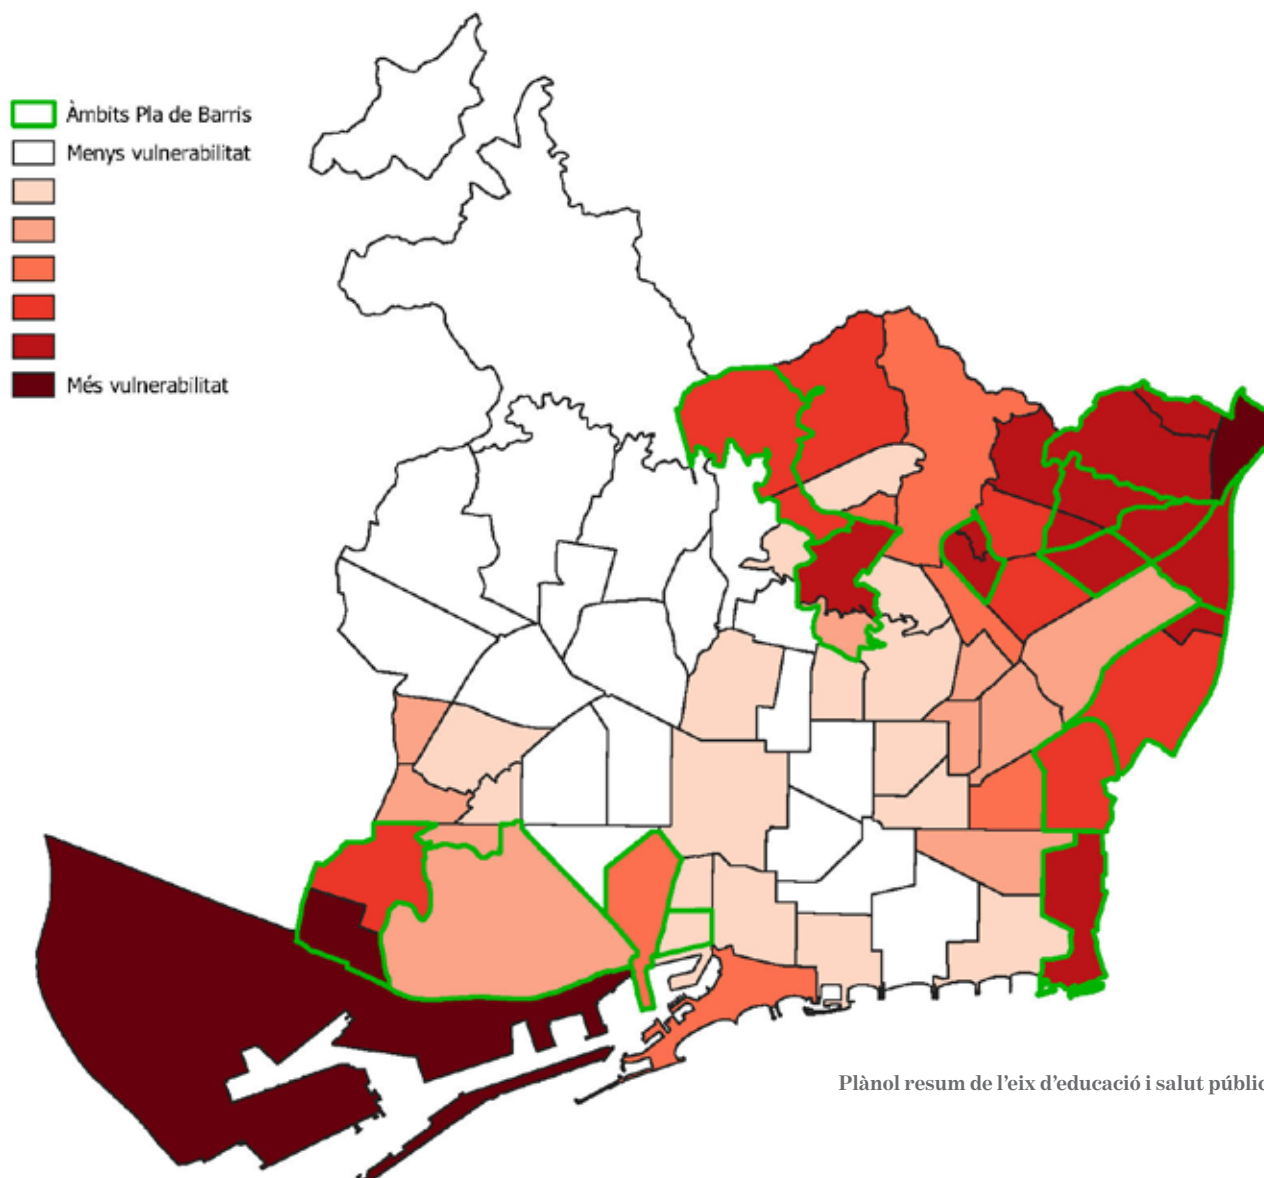 Àmbits Pla de Barris
Menys vulnerabilitat
Més vulnerabilitat
Plànol resum de l'eix d'educació i salut públic